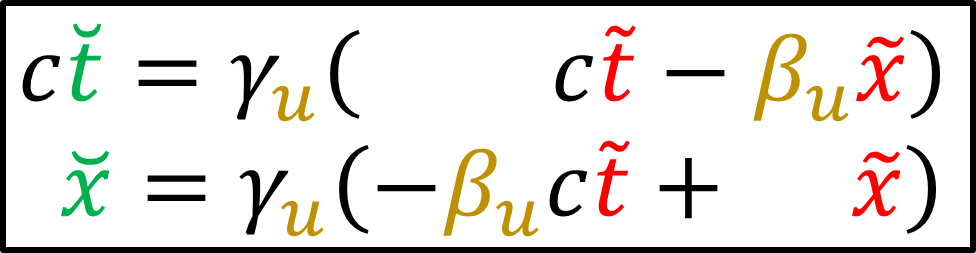 ct̆ = γᵤ( ct̃ − βᵤx̃)
x̆ = γᵤ(−βᵤct̃ + x̃)